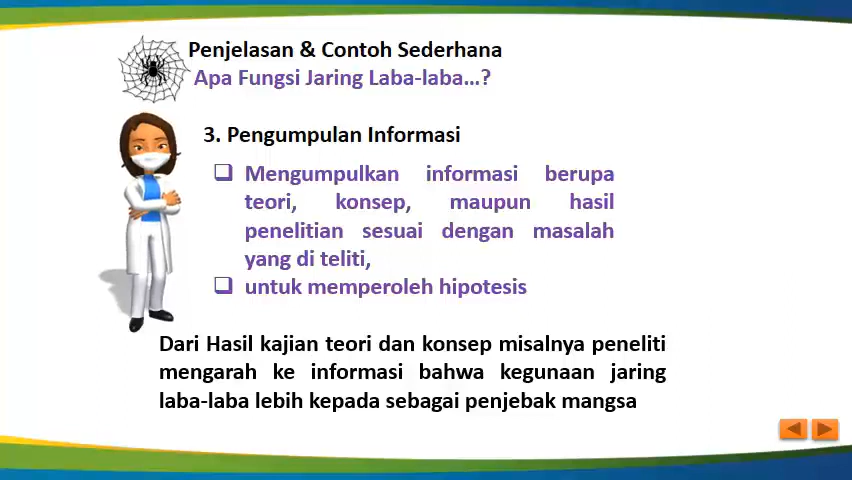 Penjelasan & Contoh Sederhana
Apa Fungsi Jaring Laba-laba...?
3. Pengumpulan Informasi
Mengumpulkan informasi berupa
teori, konsep, maupun hasil
penelitian sesuai dengan masalah
yang di teliti,
untuk memperoleh hipotesis
Dari Hasil kajian teori dan konsep misalnya peneliti
mengarah ke informasi bahwa kegunaan jaring
laba-laba lebih kepada sebagai penjebak mangsa